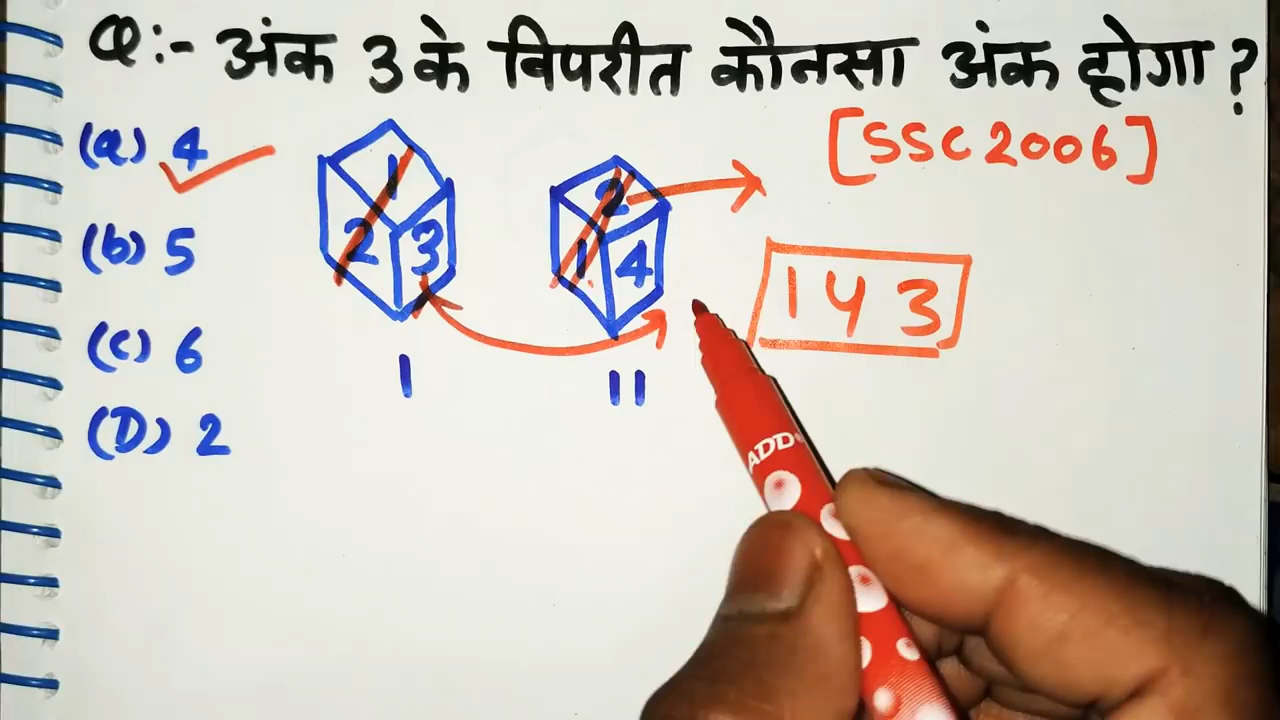 Q:- अंक 3 के विपरीत कौनसा अंक होगा ?
[SSC 2006]
(a) 4
(b) 5
(c) 6
(D) 2
1
2 3
I
2
1 4
II
143
ADD